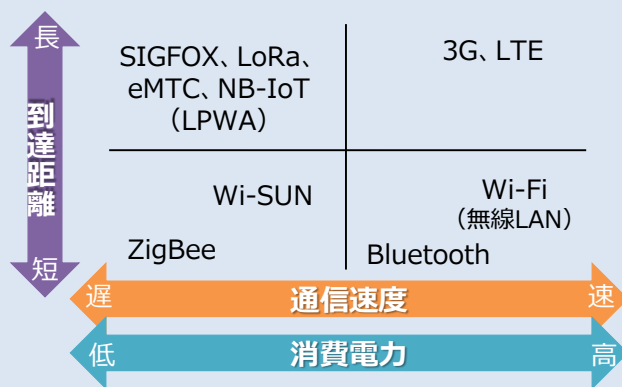 長
到達距離
短
SIGFOX、LoRa、
eMTC、NB-IoT
（LPWA）
3G、LTE
Wi-SUN
ZigBee
Wi-Fi
（無線LAN）
Bluetooth
遅
通信速度
速
低
消費電力
高